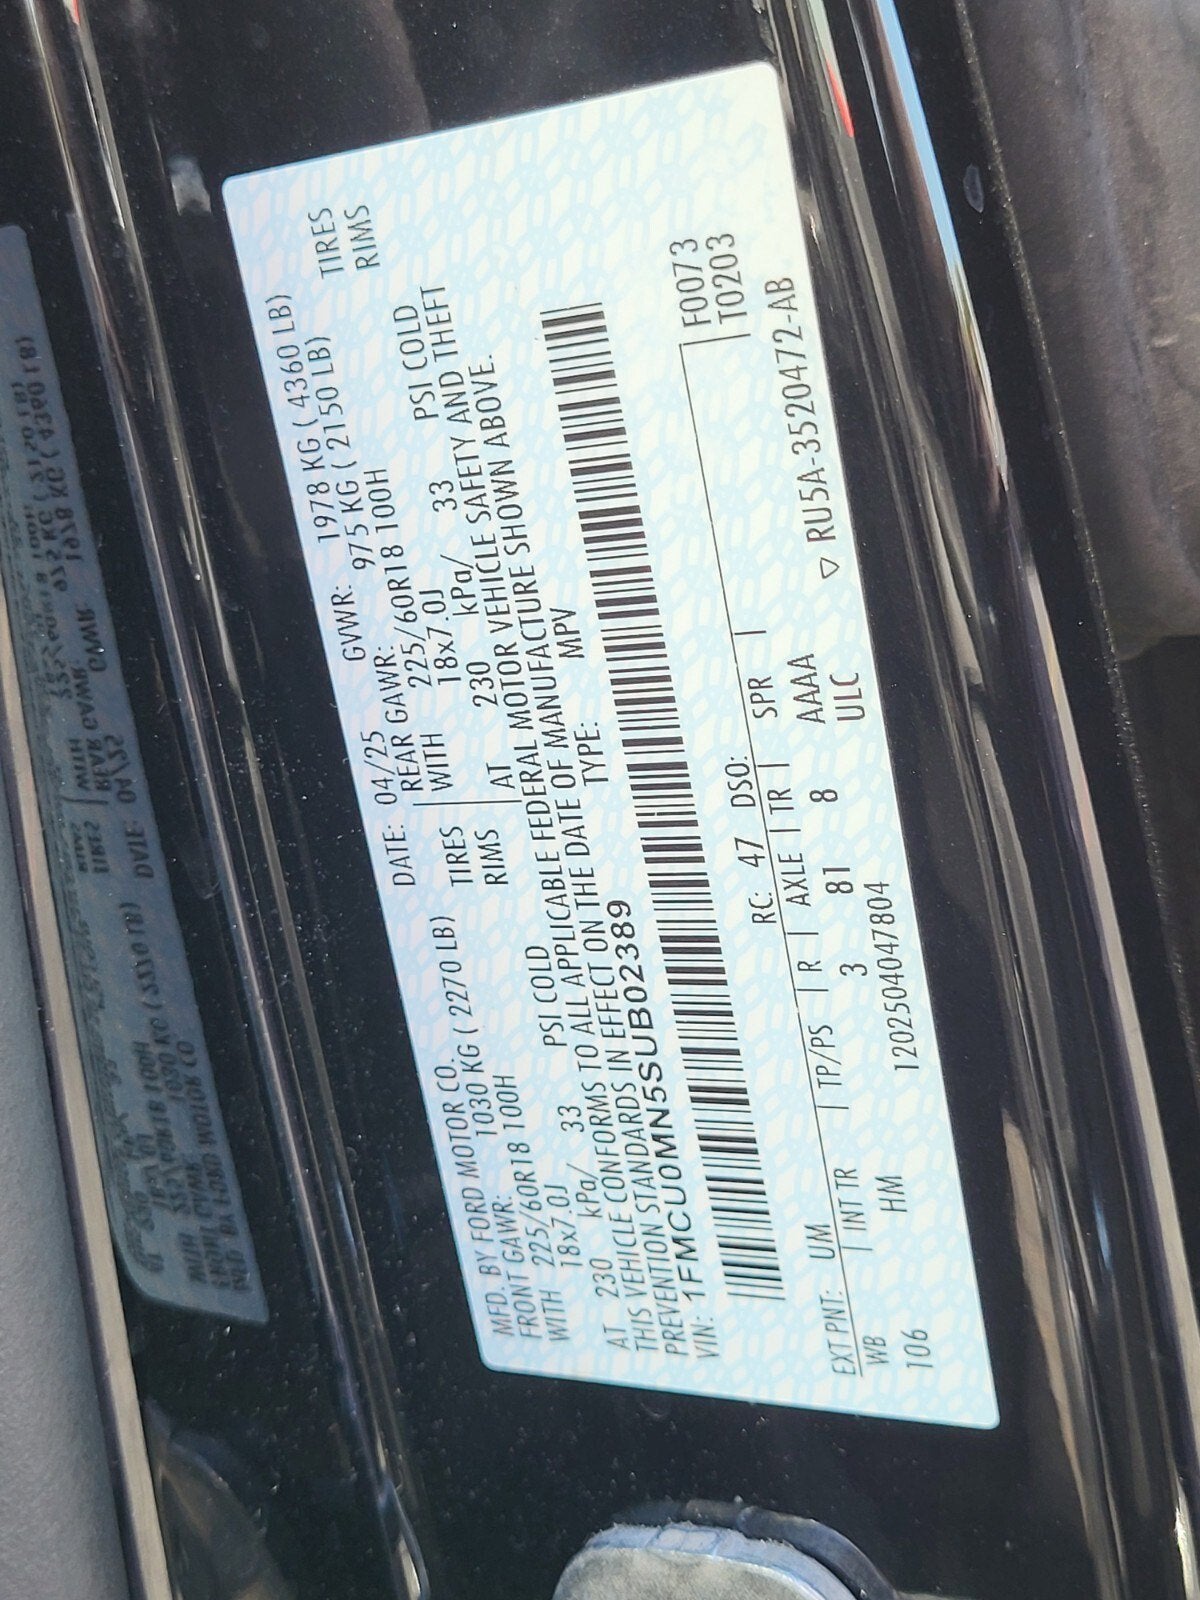 MFD. BY FORD MOTOR CO.
DATE: 04/25 GVWR: 1978 KG ( 4360 LB)
FRONT GAWR: 1030 KG ( 2270 LB) REAR GAWR: 975 KG ( 2150 LB)
WITH 225/60R18 100H TIRES WITH 225/60R18 100H TIRES
18x7.0J RIMS 18x7.0J RIMS
AT 230 kPa/ 33 PSI COLD AT 230 kPa/ 33 PSI COLD
THIS VEHICLE CONFORMS TO ALL APPLICABLE FEDERAL MOTOR VEHICLE SAFETY AND THEFT
PREVENTION STANDARDS IN EFFECT ON THE DATE OF MANUFACTURE SHOWN ABOVE.
VIN: 1FMCU0MN5SUB02389 TYPE: MPV
F0073
T0203
EXT PNT: UM RC: 47 DSO:
WB INT TR TP/PS R AXLE TR SPR
106 HM 3 81 8 AAAA ▽ RU5A-3520472-AB
120250404047804 ULC